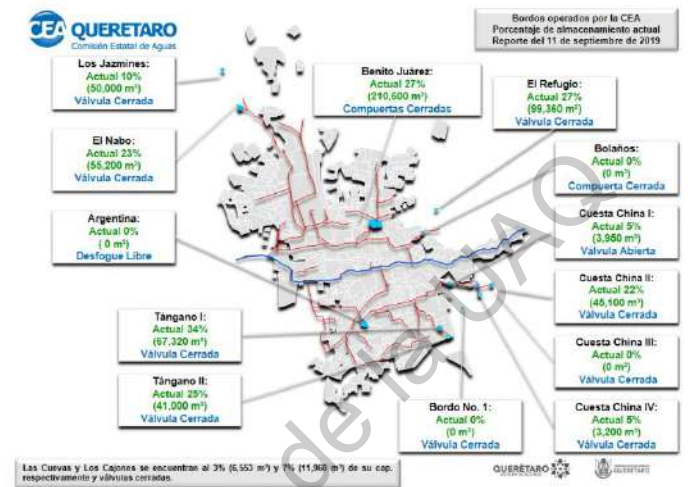 CEA QUERETARO
Comisión Estatal de Aguas
Bordos operados por la CEA
Porcentaje de almacenamiento actual
Reporte del 11 de septiembre de 2019
Los Jazmines:
Actual 10%
(50,000 m³)
Válvula Cerrada
Benito Juárez:
Actual 27%
(210,600 m³)
Compuertas Cerradas
El Refugio:
Actual 27%
(99,360 m³)
Válvula Cerrada
El Nabo:
Actual 23%
(55,200 m³)
Válvula Cerrada
Bolaños:
Actual 0%
(0 m³)
Compuerta Cerrada
Argentina:
Actual 0%
( 0 m³)
Desfogue Libre
Cuesta China I:
Actual 5%
(3,950 m³)
Válvula Abierta
Cuesta China II:
Actual 22%
(45,100 m³)
Válvula Cerrada
Tángano I:
Actual 34%
(67,320 m³)
Válvula Cerrada
Cuesta China III:
Actual 0%
(0 m³)
Válvula Cerrada
Tángano II:
Actual 25%
(41,000 m³)
Válvula Cerrada
Bordo No. 1:
Actual 0%
(0 m³)
Válvula Cerrada
Cuesta China IV:
Actual 5%
(3,200 m³)
Válvula Cerrada
Las Cuevas y Los Cajones se encuentran al 3% (6,553 m³) y 7% (11,960 m³) de su cap.
respectivamente y válvulas cerradas.
QUERÉTARO
QUERÉTARO
de la UAQ